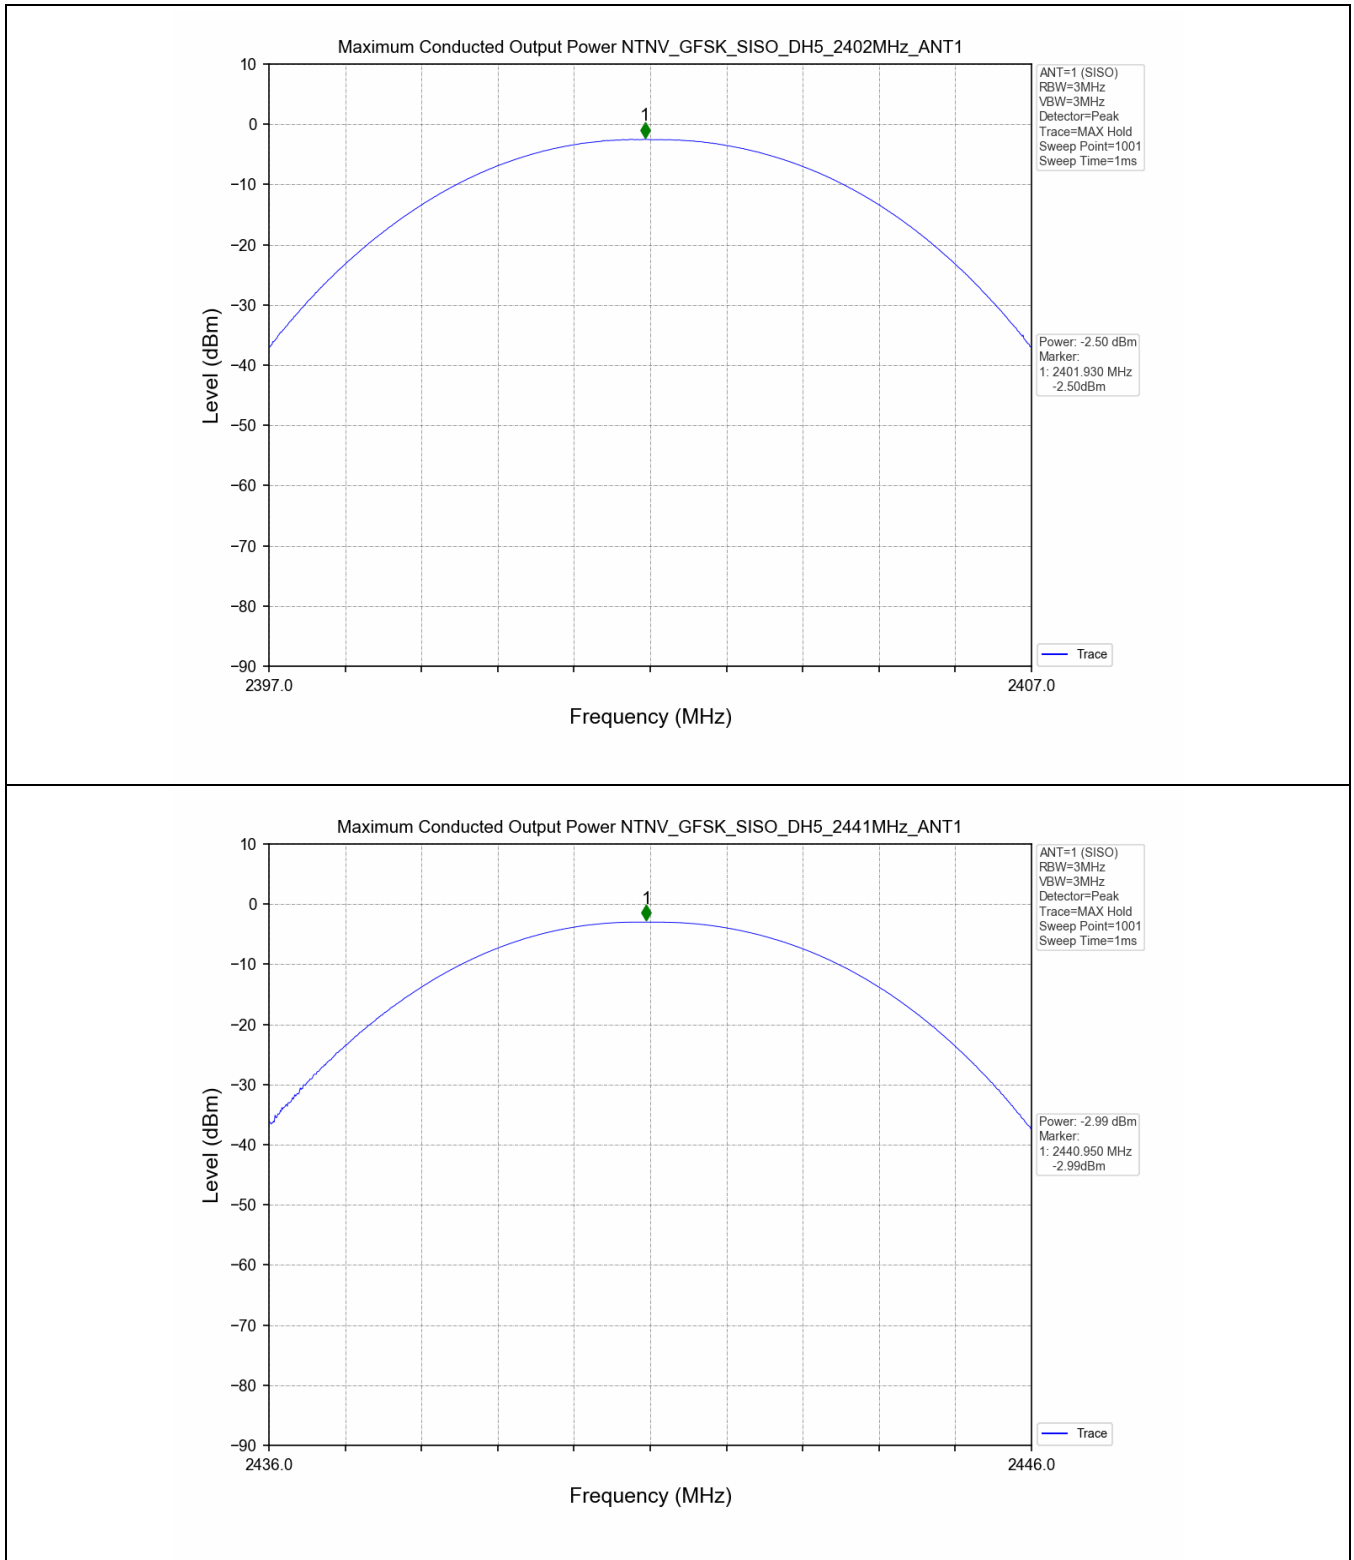 Maximum Conducted Output Power NTNV_GFSK_SISO_DH5_2402MHz_ANT1
10
0
−10
−20
−30
−40
−50
−60
−70
−80
−90
Level (dBm)
1
2397.0
2407.0
Frequency (MHz)
ANT=1 (SISO)
RBW=3MHz
VBW=3MHz
Detector=Peak
Trace=MAX Hold
Sweep Point=1001
Sweep Time=1ms
Power: -2.50 dBm
Marker:
1: 2401.930 MHz
-2.50dBm
Trace
Maximum Conducted Output Power NTNV_GFSK_SISO_DH5_2441MHz_ANT1
10
0
−10
−20
−30
−40
−50
−60
−70
−80
−90
Level (dBm)
1
2436.0
2446.0
Frequency (MHz)
ANT=1 (SISO)
RBW=3MHz
VBW=3MHz
Detector=Peak
Trace=MAX Hold
Sweep Point=1001
Sweep Time=1ms
Power: -2.99 dBm
Marker:
1: 2440.950 MHz
-2.99dBm
Trace